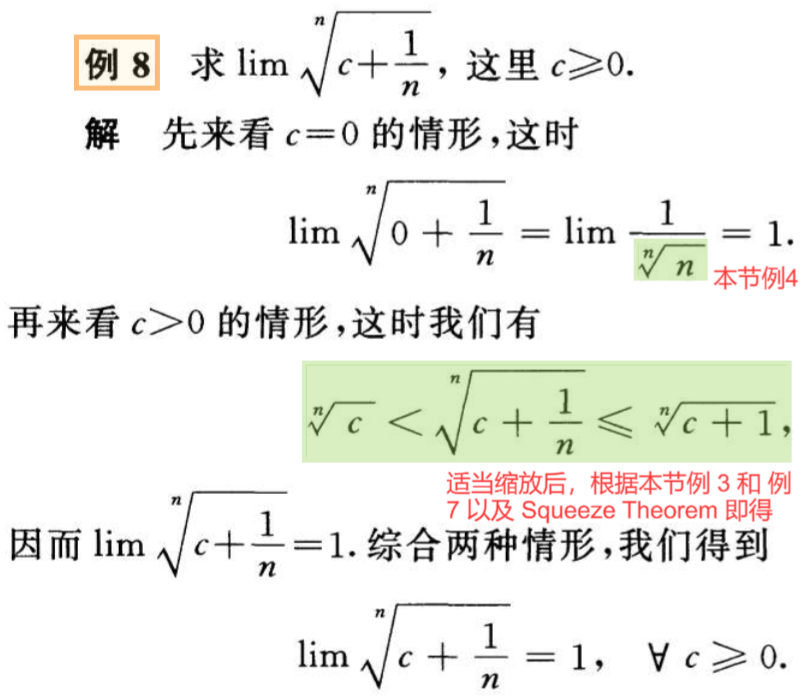 例 8 求 lim \sqrt[n]{c+\frac{1}{n}}, 这里 c⩾0.
解 先来看 c=0 的情形,这时
lim \sqrt[n]{0+\frac{1}{n}} = lim \frac{1}{\sqrt[n]{n}} = 1.
本节例4
再来看 c>0 的情形,这时我们有
\sqrt[n]{c} < \sqrt[n]{c+\frac{1}{n}} ⩽ \sqrt[n]{c+1},
适当缩放后，根据本节例 3 和 例
7 以及 Squeeze Theorem 即得
因而 lim \sqrt[n]{c+\frac{1}{n}}=1. 综合两种情形,我们得到
lim \sqrt[n]{c+\frac{1}{n}} = 1, ∀ c ⩾ 0.